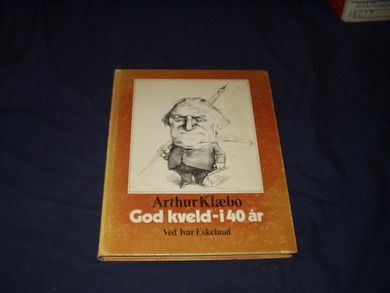 Arthur Klæbo
God kveld-i 40 år
Ved Ivar Eskeland